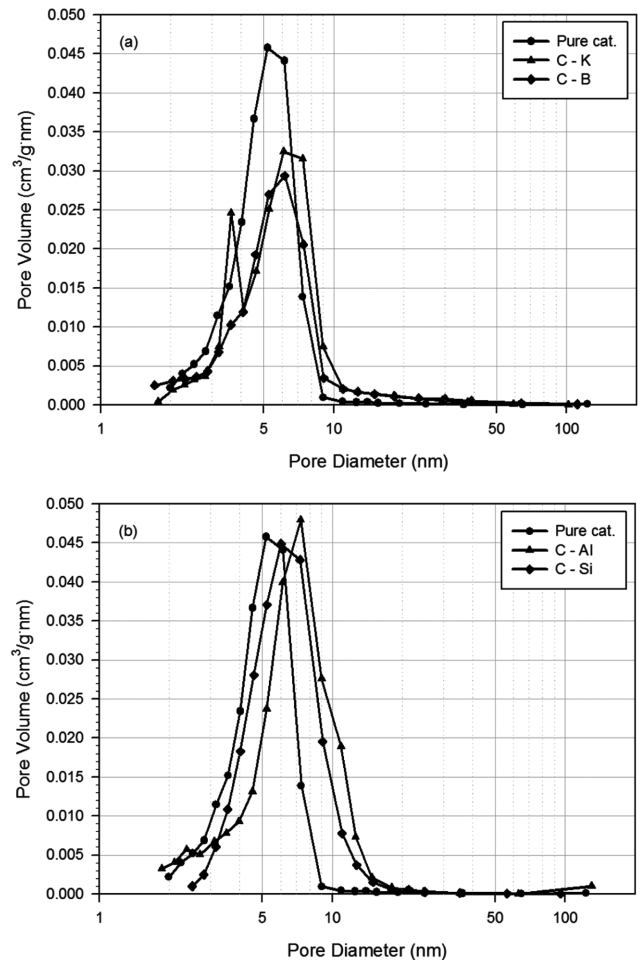 (a)
Pure cat.
C - K
C - B
0.050
0.045
0.040
0.035
0.030
0.025
0.020
0.015
0.010
0.005
0.000
Pore Volume (cm³/g·nm)
1 5 10 50 100
Pore Diameter (nm)
(b)
Pure cat.
C - Al
C - Si
0.050
0.045
0.040
0.035
0.030
0.025
0.020
0.015
0.010
0.005
0.000
Pore Volume (cm³/g·nm)
1 5 10 50 100
Pore Diameter (nm)